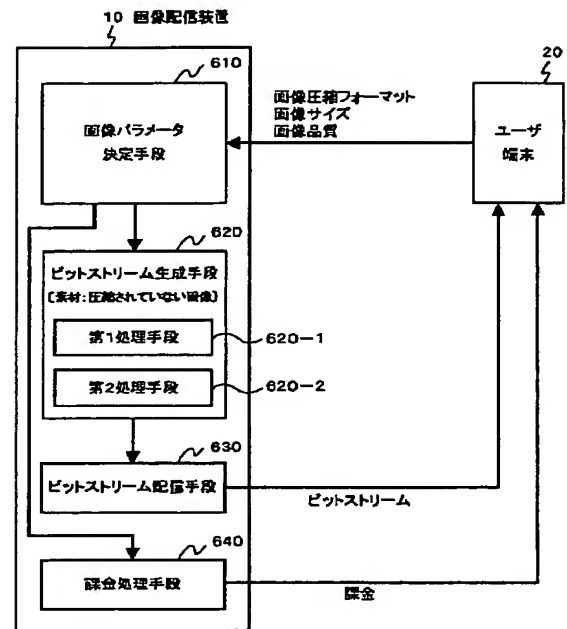 10 画像配信装置
610
画像パラメータ
決定手段
画像圧縮フォーマット
画像サイズ
画像品質
20
ユーザ
端末
620
ビットストリーム生成手段
[素材:圧縮されていない画像]
第1処理手段
620-1
第2処理手段
620-2
630
ビットストリーム配信手段
ビットストリーム
640
課金処理手段
課金